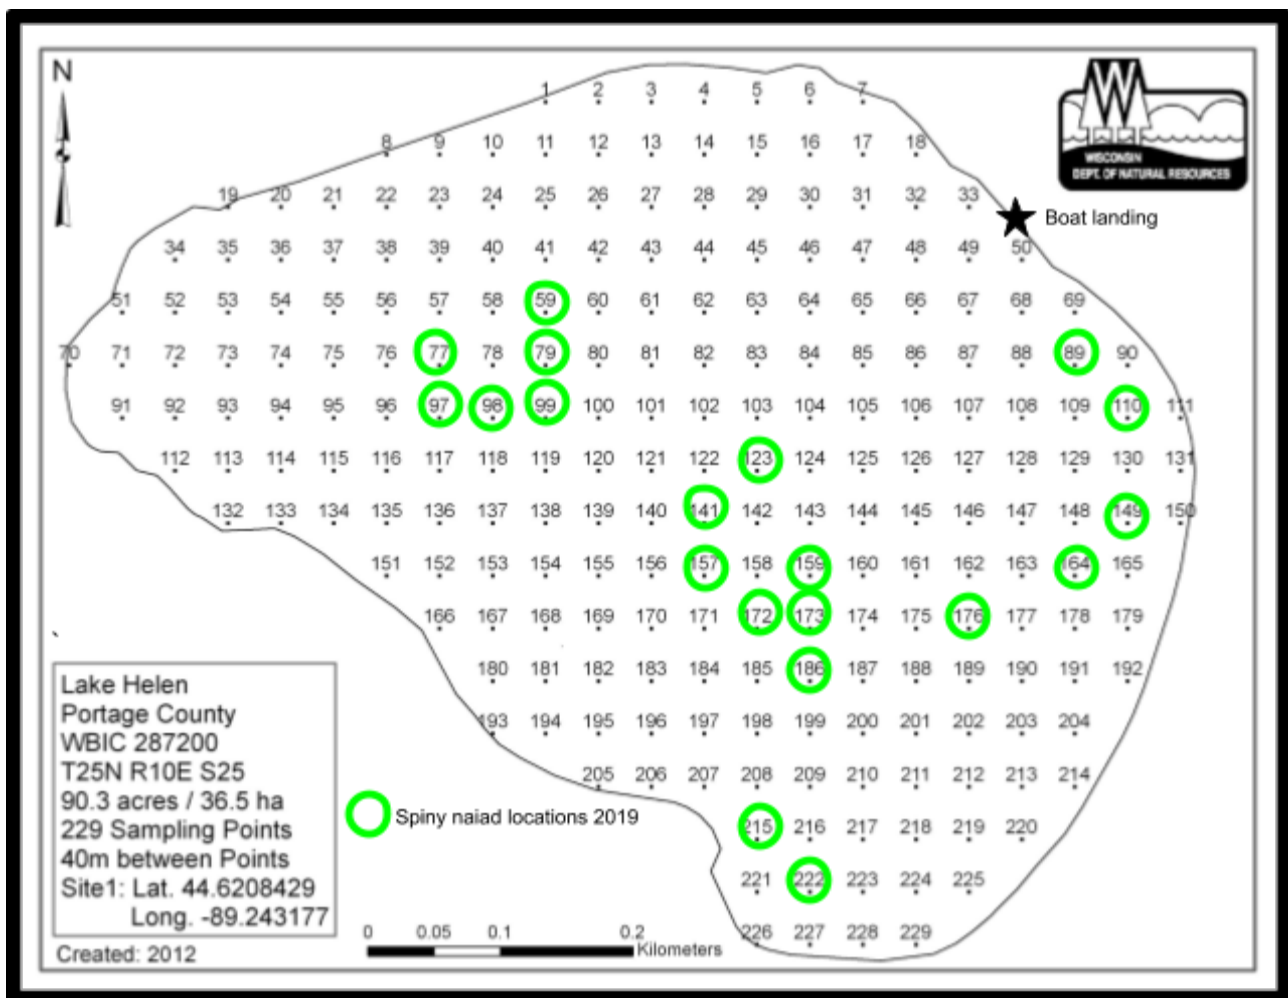 N
1 2 3 4 5 6 7
8 9 10 11 12 13 14 15 16 17 18
WISCONSIN
DEPT. OF NATURAL RESOURCES
19 20 21 22 23 24 25 26 27 28 29 30 31 32 33
Boat landing
34 35 36 37 38 39 40 41 42 43 44 45 46 47 48 49 50
51 52 53 54 55 56 57 58 59 60 61 62 63 64 65 66 67 68 69
70 71 72 73 74 75 76 77 78 79 80 81 82 83 84 85 86 87 88 89 90
91 92 93 94 95 96 97 98 99 100 101 102 103 104 105 106 107 108 109 110 111
112 113 114 115 116 117 118 119 120 121 122 123 124 125 126 127 128 129 130 131
132 133 134 135 136 137 138 139 140 141 142 143 144 145 146 147 148 149 150
151 152 153 154 155 156 157 158 159 160 161 162 163 164 165
166 167 168 169 170 171 172 173 174 175 176 177 178 179
180 181 182 183 184 185 186 187 188 189 190 191 192
193 194 195 196 197 198 199 200 201 202 203 204
205 206 207 208 209 210 211 212 213 214
215 216 217 218 219 220
221 222 223 224 225
226 227 228 229
Lake Helen
Portage County
WBIC 287200
T25N R10E S25
90.3 acres / 36.5 ha
229 Sampling Points
40m between Points
Site1: Lat. 44.6208429
Long. -89.243177
Created: 2012
Spiny naiad locations 2019
0 0.05 0.1 0.2
Kilometers